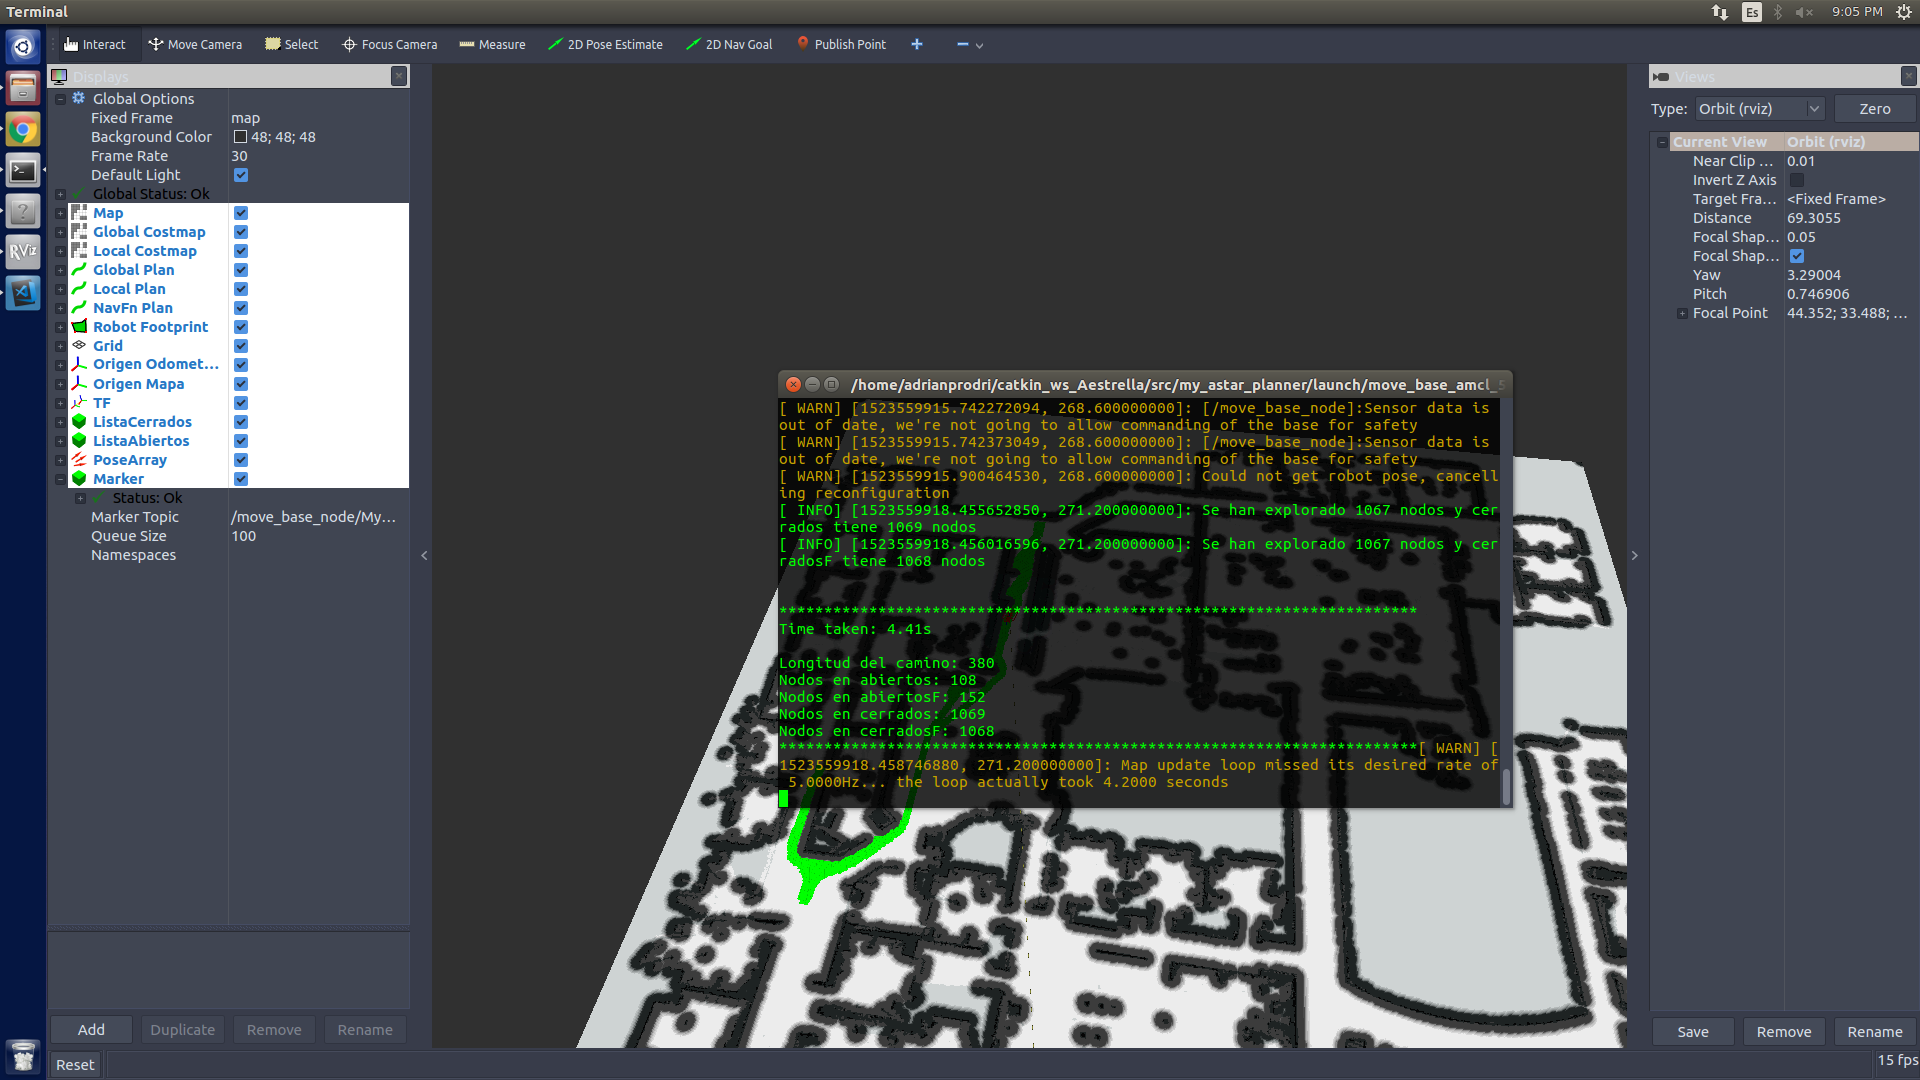 Terminal
Es
9:05 PM
Interact
Move Camera
Select
Focus Camera
Measure
2D Pose Estimate
2D Nav Goal
Publish Point
Displays
Global Options
Fixed Frame map
Background Color 48; 48; 48
Frame Rate 30
Default Light
Global Status: Ok
Map
Global Costmap
Local Costmap
Global Plan
Local Plan
NavFn Plan
Robot Footprint
Grid
Origen Odomet...
Origen Mapa
TF
ListaCerrados
ListaAbiertos
PoseArray
Marker
Status: Ok
Marker Topic /move_base_node/My...
Queue Size 100
Namespaces
Add
Duplicate
Remove
Rename
Reset
RViz
/home/adrianprodri/catkin_ws_Aestrella/src/my_astar_planner/launch/move_base_amcl_5
[ WARN] [1523559915.742272094, 268.600000000]: [/move_base_node]:Sensor data is
out of date, we're not going to allow commanding of the base for safety
[ WARN] [1523559915.742373049, 268.600000000]: [/move_base_node]:Sensor data is
out of date, we're not going to allow commanding of the base for safety
[ WARN] [1523559915.900464530, 268.600000000]: Could not get robot pose, cancell
ing reconfiguration
[ INFO] [1523559918.455652850, 271.200000000]: Se han explorado 1067 nodos y cer
rados tiene 1069 nodos
[ INFO] [1523559918.456016596, 271.200000000]: Se han explorado 1067 nodos y cer
radosF tiene 1068 nodos
***********************************************************************
Time taken: 4.41s
Longitud del camino: 380
Nodos en abiertos: 108
Nodos en abiertosF: 152
Nodos en cerrados: 1069
Nodos en cerradosF: 1068
***********************************************************************[ WARN] [
1523559918.458746880, 271.200000000]: Map update loop missed its desired rate of
5.0000Hz... the loop actually took 4.2000 seconds
Views
Type: Orbit (rviz)
Zero
Current View Orbit (rviz)
Near Clip ... 0.01
Invert Z Axis
Target Fra... <Fixed Frame>
Distance 69.3055
Focal Shap... 0.05
Focal Shap...
Yaw 3.29004
Pitch 0.746906
Focal Point 44.352; 33.488; ...
Save
Remove
Rename
15 fps